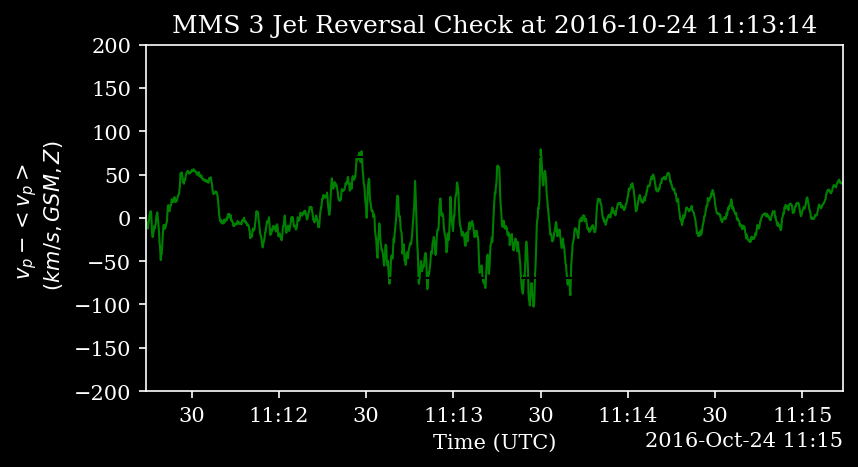 MMS 3 Jet Reversal Check at 2016-10-24 11:13:14
200
150
100
50
0
−50
−100
−150
−200
v_p − < v_p >
(km/s, GSM, Z)
30 11:12 30 11:13 30 11:14 30 11:15
Time (UTC)
2016-Oct-24 11:15